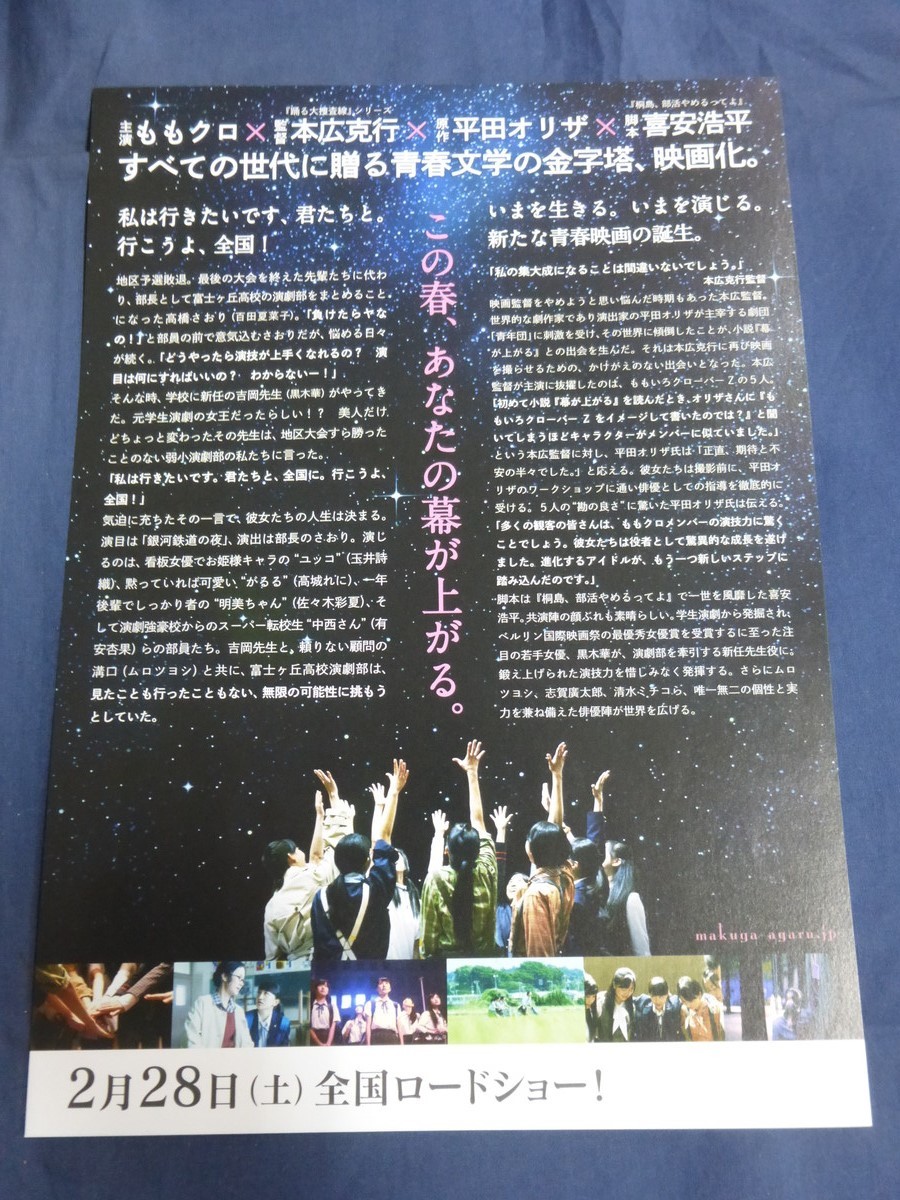 『踊る大捜査線』シリーズ
『桐島、部活やめるってよ』
主演 ももクロ×監督 本広克行×原作 平田オリザ×脚本 喜安浩平
すべての世代に贈る青春文学の金字塔、映画化。
私は行きたいです、君たちと。
行こうよ、全国！
地区予選敗退。最後の大会を終えた先輩たちに代わ
り、部長として富士ヶ丘高校の演劇部をまとめること
になった高橋さおり（百田夏菜子）。「負けたらヤな
の！」と部員の前で意気込むさおりだが、悩める日々
が続く。「どうやったら演技が上手くなれるの？　演
目は何にすればいいの？　わからないー！」
そんな時、学校に新任の吉岡先生（黒木華）がやってき
た。元学生演劇の女王だったらしい！？　美人だけ
どちょっと変わったその先生は、地区大会すら勝った
ことのない弱小演劇部の私たちに言った。
「私は行きたいです。君たちと、全国に。行こうよ、
全国！」
気迫に充ちたその一言で、彼女たちの人生は決まる。
演目は「銀河鉄道の夜」、演出は部長のさおり。演じ
るのは、看板女優でお姫様キャラの“ユッコ”（玉井詩
織）、黙っていれば可愛い“がるる”（高城れに）、一年
後輩でしっかり者の“明美ちゃん”（佐々木彩夏）、そ
して演劇強豪校からのスーパー転校生“中西さん”（有
安杏果）らの部員たち。吉岡先生と、頼りない顧問の
溝口（ムロツヨシ）と共に、富士ヶ丘高校演劇部は、
見たことも行ったこともない、無限の可能性に挑もう
としていた。
この春、あなたの幕が上がる。
いまを生きる。いまを演じる。
新たな青春映画の誕生。
「私の集大成になることは間違いないでしょう。」
本広克行監督
映画監督をやめようと思い悩んだ時期もあった本広監督。
世界的な劇作家であり演出家の平田オリザが主宰する劇団
〔青年団〕に刺激を受け、その世界に傾倒したことが、小説『幕
が上がる』との出会を生んだ。それは本広克行に再び映画
を撮らせるための、かけがえのない出会いとなった。本広
監督が主演に抜擢したのは、ももいろクローバーＺの５人。
「初めて小説『幕が上がる』を読んだとき、オリザさんに『も
もいろクローバーＺをイメージして書いたのでは？』と聞
いてしまうほどキャラクターがメンバーに似ていました。」
という本広監督に対し、平田オリザ氏は「正直、期待と不
安の半々でした。」と応える。彼女たちは撮影前に、平田オ
リザのワークショップに通い俳優としての指導を徹底的に
受ける。５人の“勘の良さ”に驚いた平田オリザ氏は伝える。
「多くの観客の皆さんは、ももクロメンバーの演技力に驚く
ことでしょう。彼女たちは役者として驚異的な成長を遂げ
ました。進化するアイドルが、もう一つ新しいステップに
踏み込んだのです。」
脚本は『桐島、部活やめるってよ』で一世を風靡した喜安
浩平。共演陣の顔ぶれも素晴らしい。学生演劇から発掘され、
ベルリン国際映画祭の最優秀女優賞を受賞するに至った注
目の若手女優、黒木華が、演劇部を牽引する新任先生役に。
鍛え上げられた演技力を惜しみなく発揮する。さらにムロ
ツヨシ、志賀廣太郎、清水ミチコら、唯一無二の個性と実
力を兼ね備えた俳優陣が世界を広げる。
makuga-agaru.jp
2月28日（土）全国ロードショー！